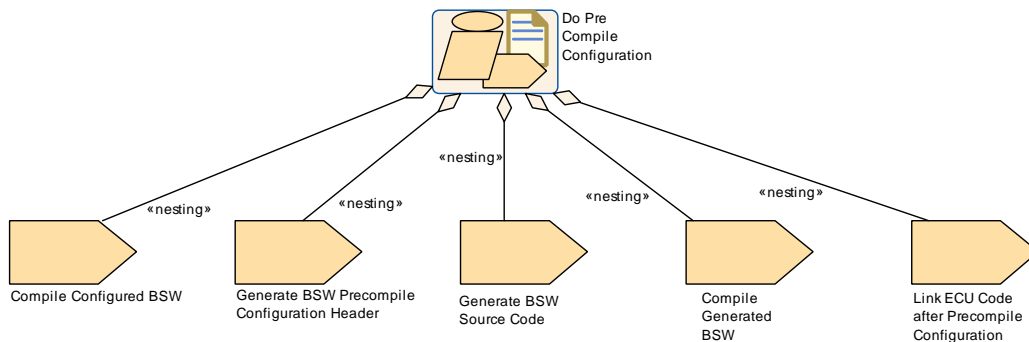 Do Pre
Compile
Configuration
«nesting»
«nesting»
«nesting»
«nesting»
«nesting»
Compile Configured BSW
Generate BSW Precompile
Configuration Header
Generate BSW
Source Code
Compile
Generated
BSW
Link ECU Code
after Precompile
Configuration